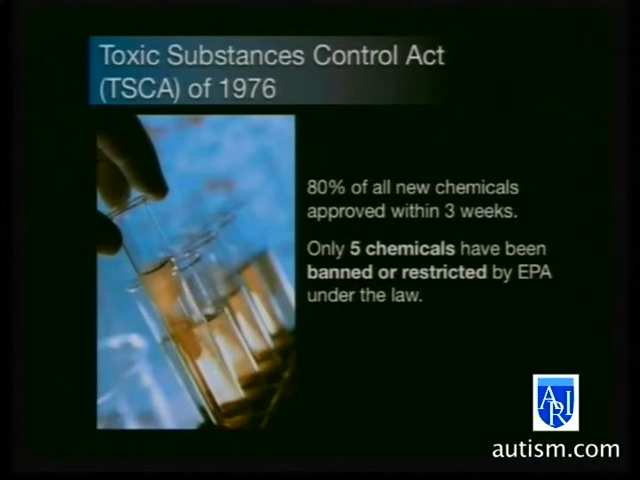 Toxic Substances Control Act
(TSCA) of 1976
80% of all new chemicals
approved within 3 weeks.
Only 5 chemicals have been
banned or restricted by EPA
under the law.
ARI
autism.com